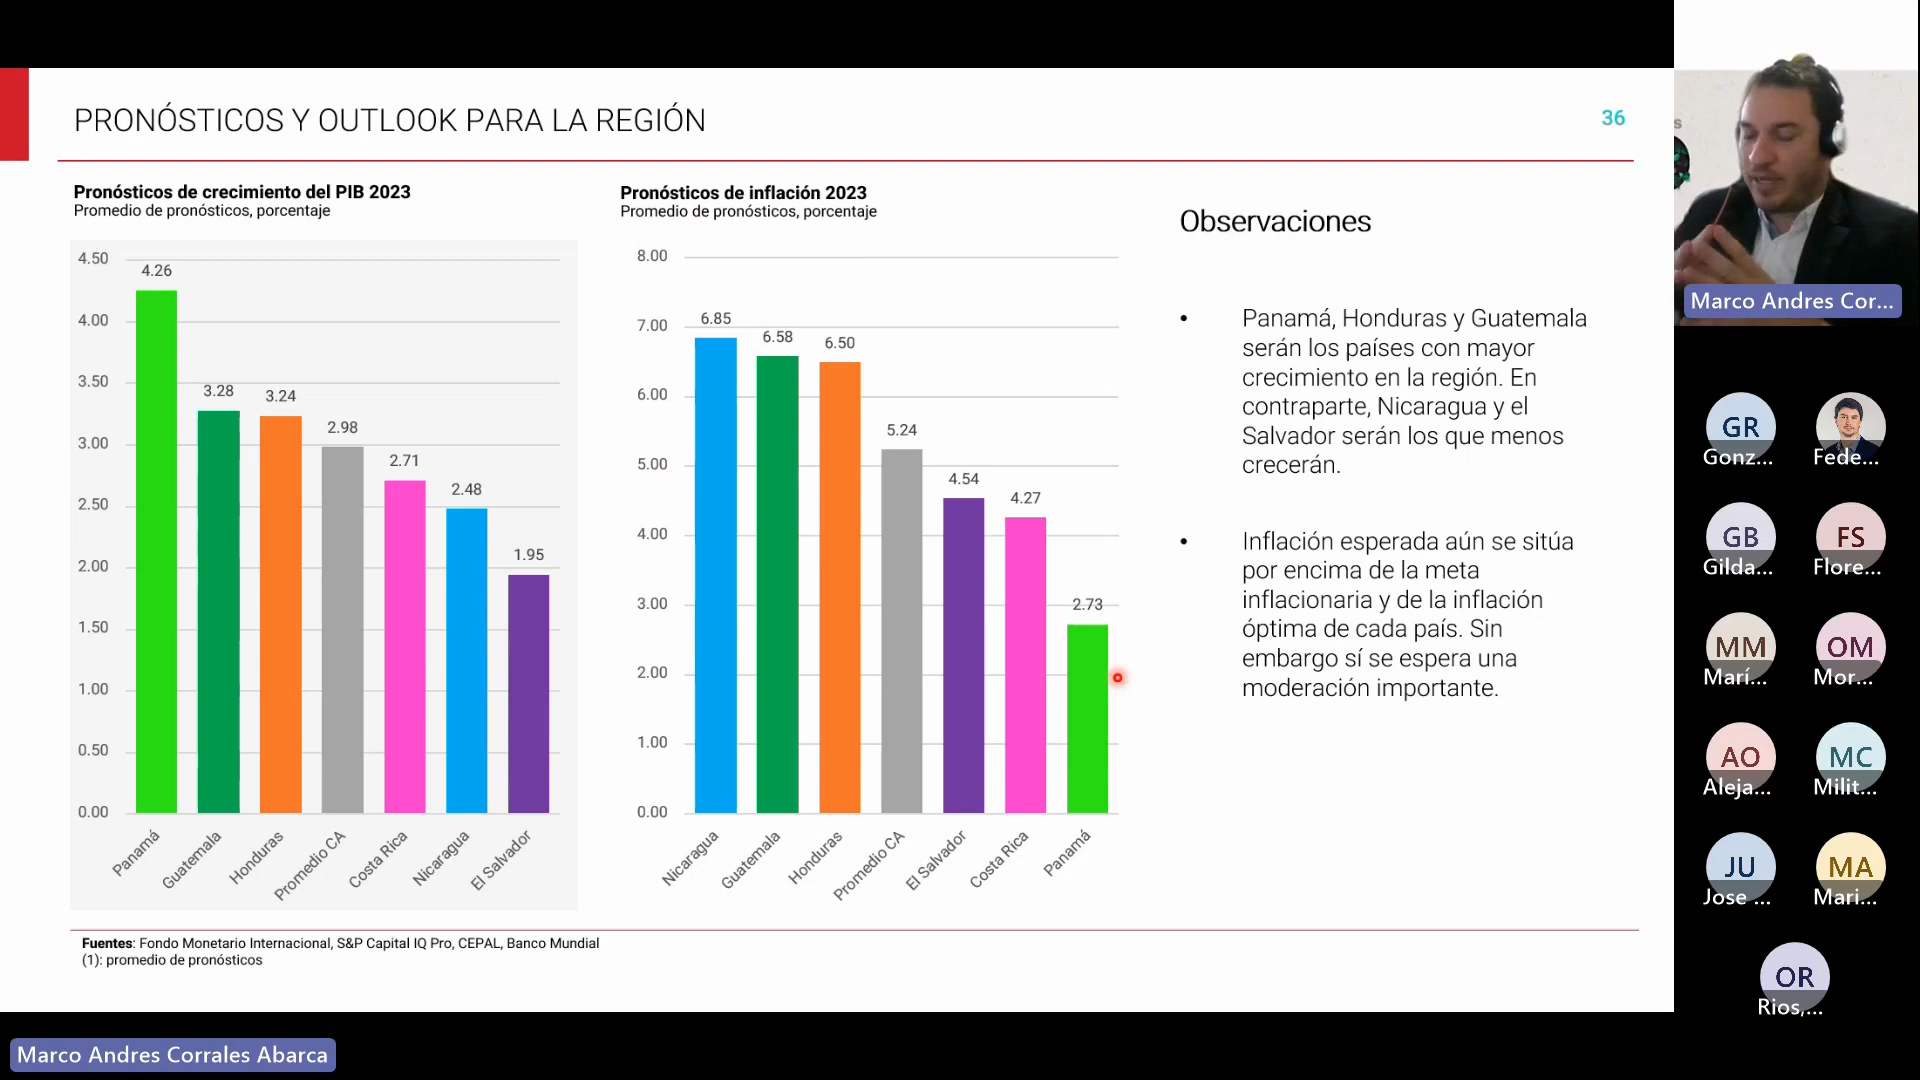 PRONÓSTICOS Y OUTLOOK PARA LA REGIÓN
36
Pronósticos de crecimiento del PIB 2023
Promedio de pronósticos, porcentaje
4.50
4.00
3.50
3.00
2.50
2.00
1.50
1.00
0.50
0.00
4.26
3.28
3.24
2.98
2.71
2.48
1.95
Panamá
Guatemala
Honduras
Promedio CA
Costa Rica
Nicaragua
El Salvador
Pronósticos de inflación 2023
Promedio de pronósticos, porcentaje
8.00
7.00
6.00
5.00
4.00
3.00
2.00
1.00
0.00
6.85
6.58
6.50
5.24
4.54
4.27
2.73
Nicaragua
Guatemala
Honduras
Promedio CA
El Salvador
Costa Rica
Panamá
Observaciones
• Panamá, Honduras y Guatemala
serán los países con mayor
crecimiento en la región. En
contraparte, Nicaragua y el
Salvador serán los que menos
crecerán.
• Inflación esperada aún se sitúa
por encima de la meta
inflacionaria y de la inflación
óptima de cada país. Sin
embargo sí se espera una
moderación importante.
Fuentes: Fondo Monetario Internacional, S&P Capital IQ Pro, CEPAL, Banco Mundial
(1): promedio de pronósticos
Marco Andres Corrales Abarca
s
Marco Andres Cor...
GR
Gonz...
Fede...
GB
Gilda...
FS
Flore...
MM
Marí...
OM
Mor...
AO
Aleja...
MC
Milit...
JU
Jose ...
MA
Mari...
OR
Rios,...